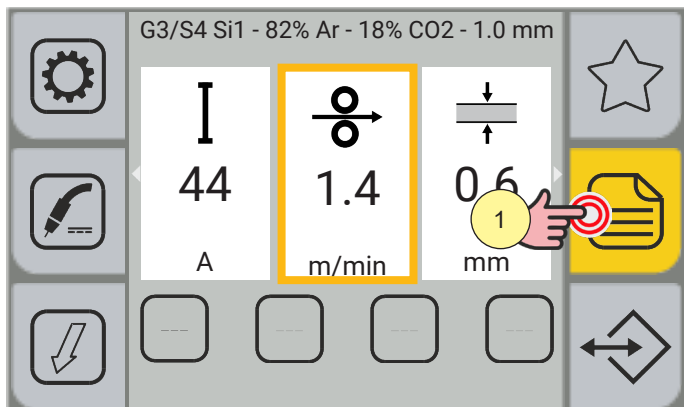 G3/S4 Si1 - 82% Ar - 18% CO2 - 1.0 mm
I
44
A
1.4
m/min
0.6
mm
1
---
---
---
---